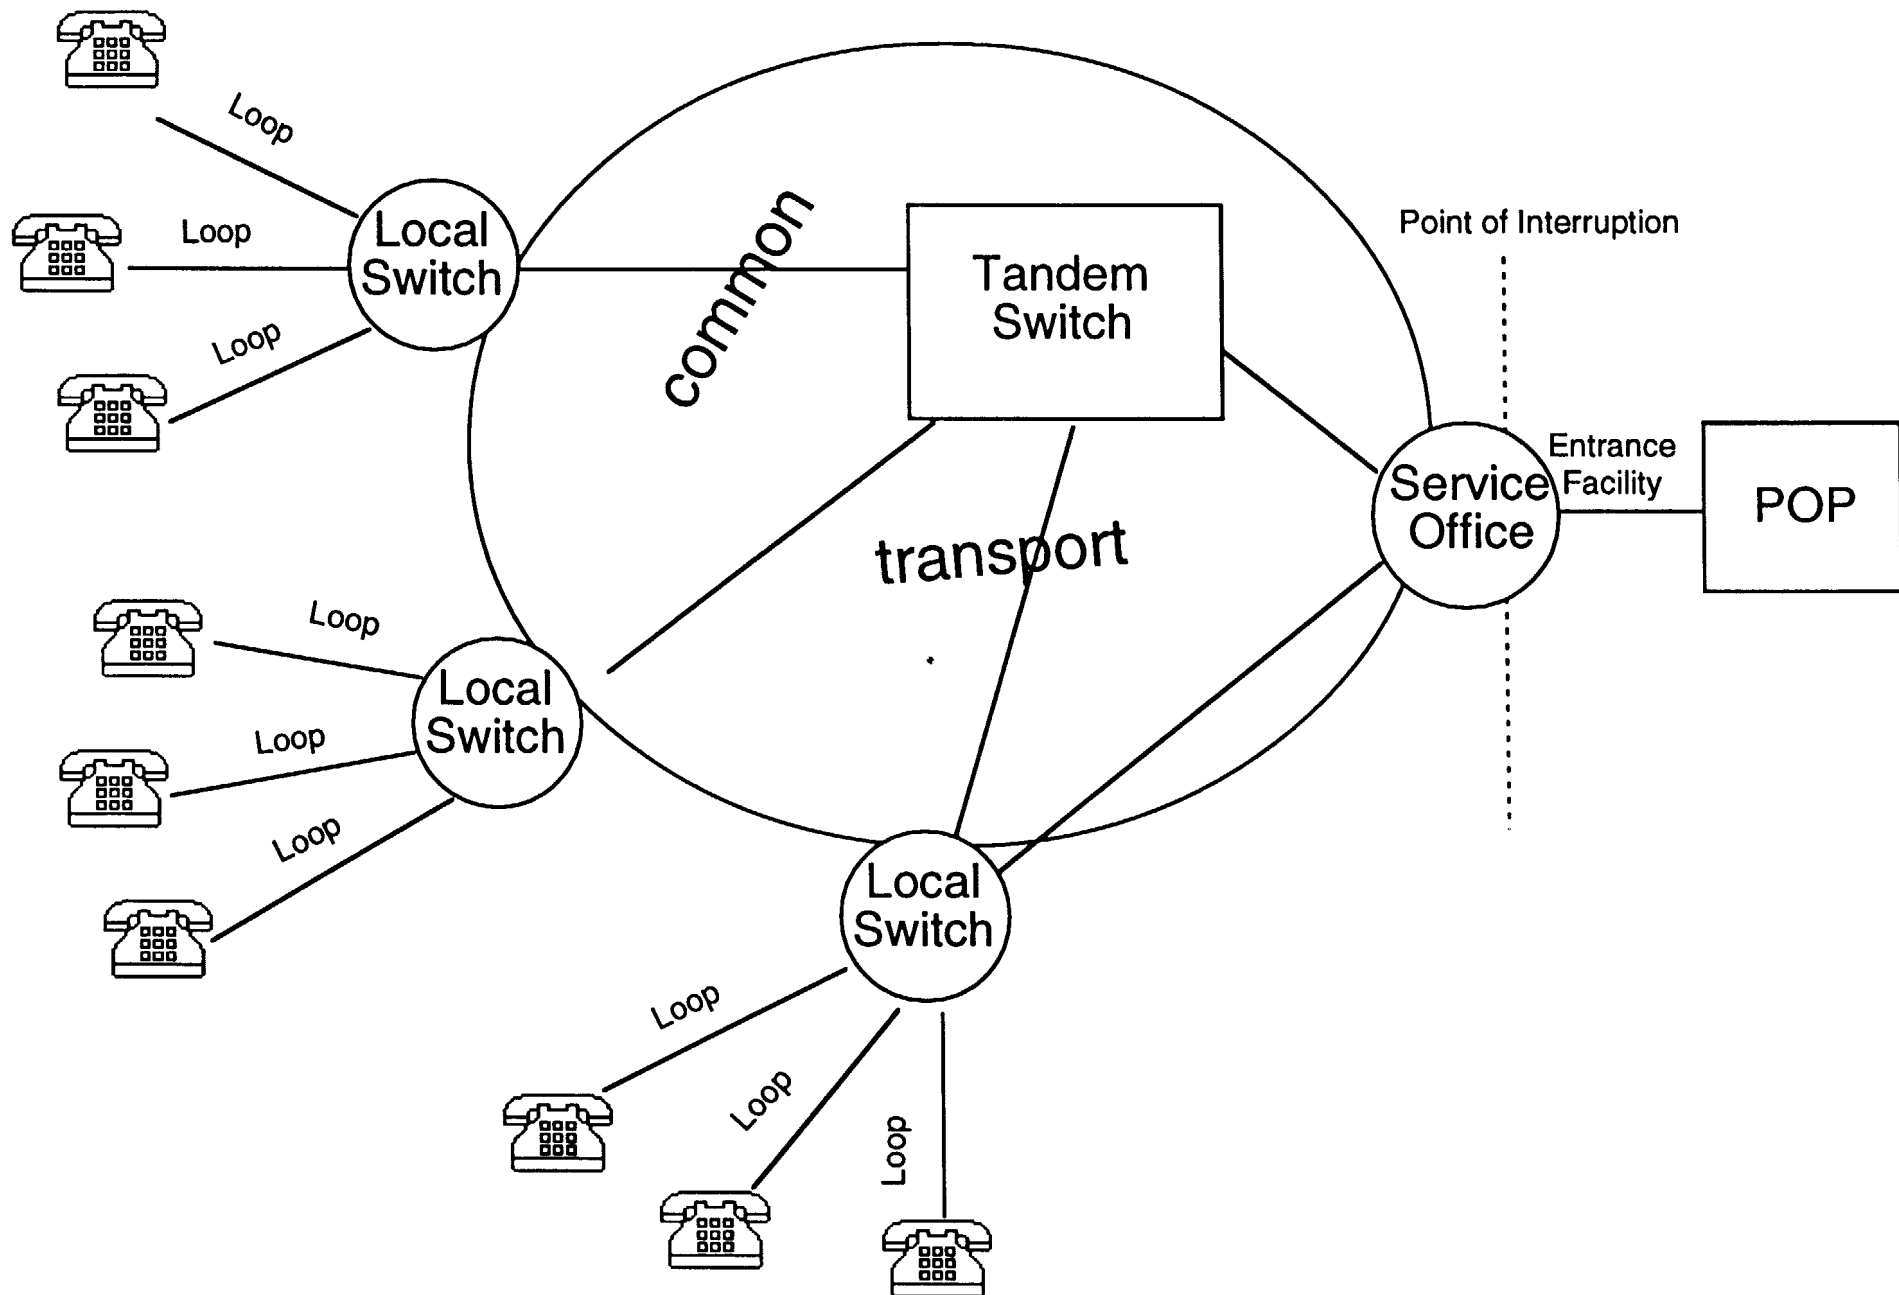 Loop
Loop
Loop
Local
Switch
common
Tandem
Switch
Point of Interruption
transport
Service
Office
Entrance
Facility
POP
Loop
Loop
Loop
Local
Switch
Local
Switch
Loop
Loop
Loop